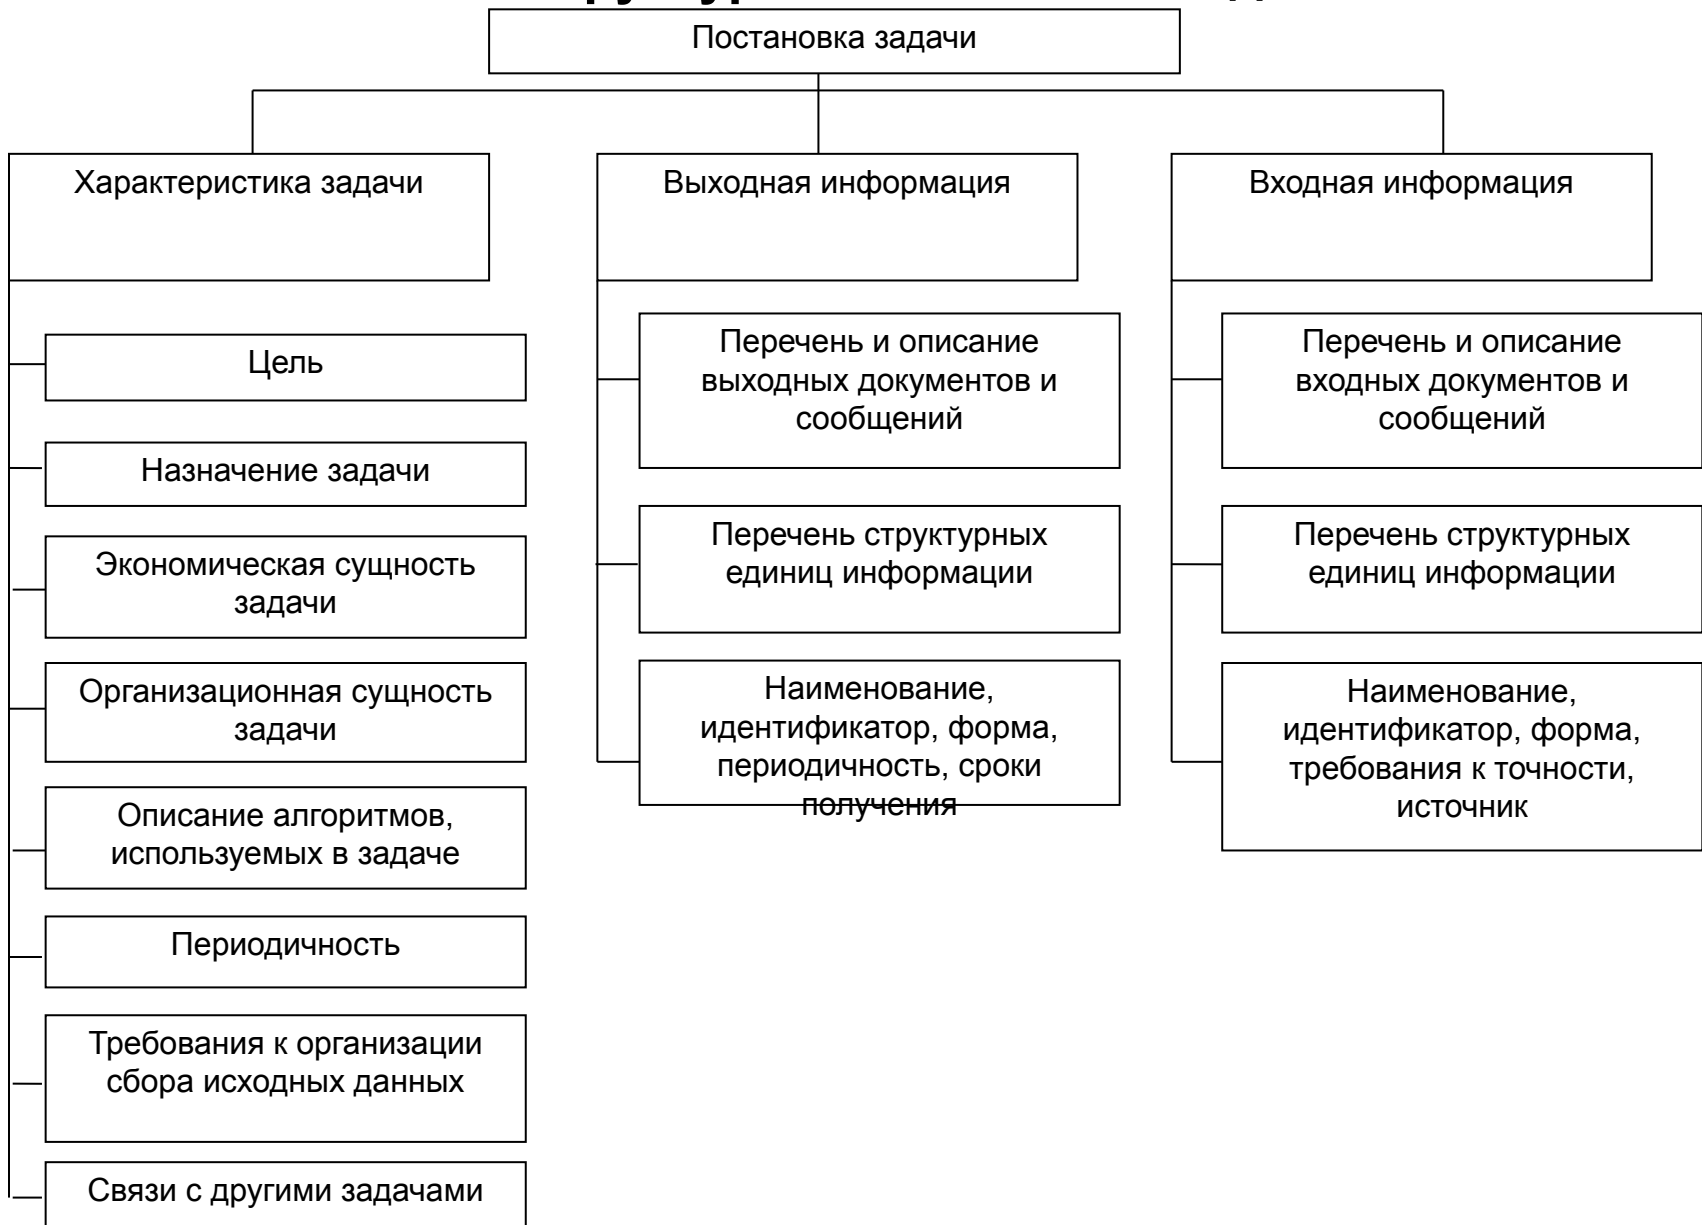 Постановка задачи
Характеристика задачи
Выходная информация
Входная информация
Цель
Назначение задачи
Экономическая сущность
задачи
Организационная сущность
задачи
Описание алгоритмов,
используемых в задаче
Периодичность
Требования к организации
сбора исходных данных
Связи с другими задачами
Перечень и описание
выходных документов и
сообщений
Перечень структурных
единиц информации
Наименование,
идентификатор, форма,
периодичность, сроки
получения
Перечень и описание
входных документов и
сообщений
Перечень структурных
единиц информации
Наименование,
идентификатор, форма,
требования к точности,
источник